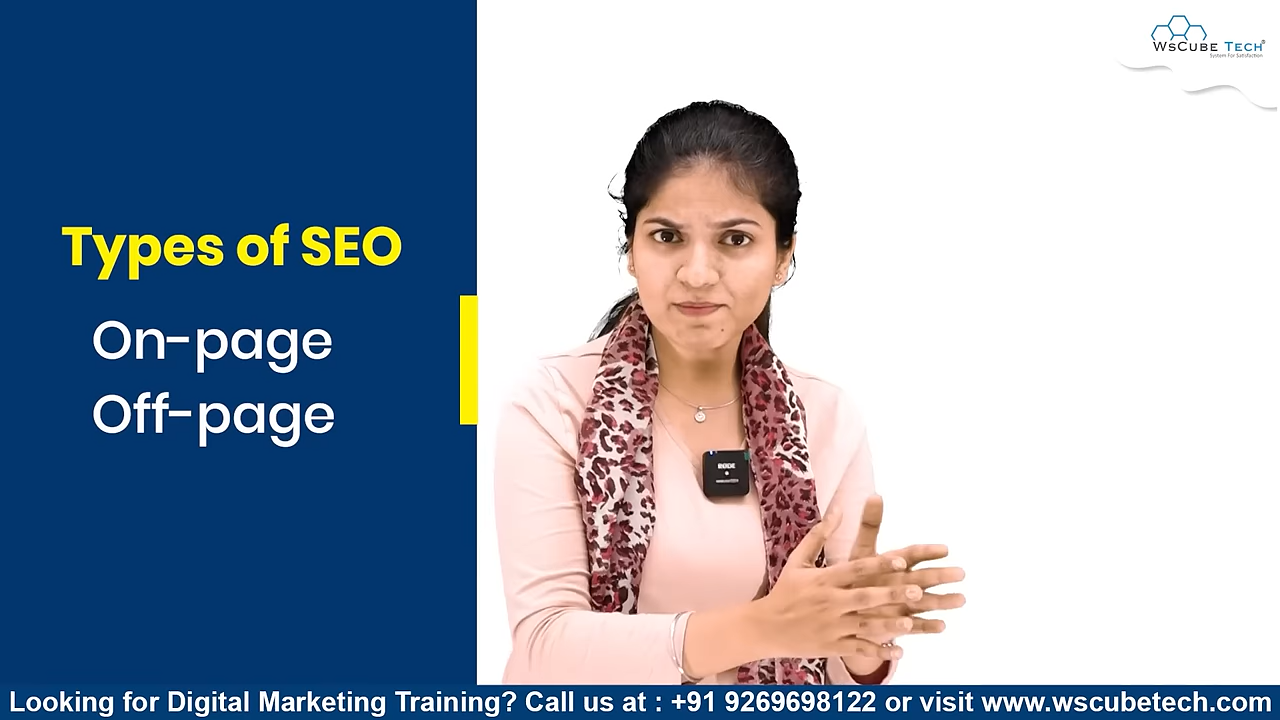 WsCube Tech®
System For Satisfaction
Types of SEO
On-page
Off-page
RØDE
Looking for Digital Marketing Training? Call us at : +91 9269698122 or visit www.wscubetech.com